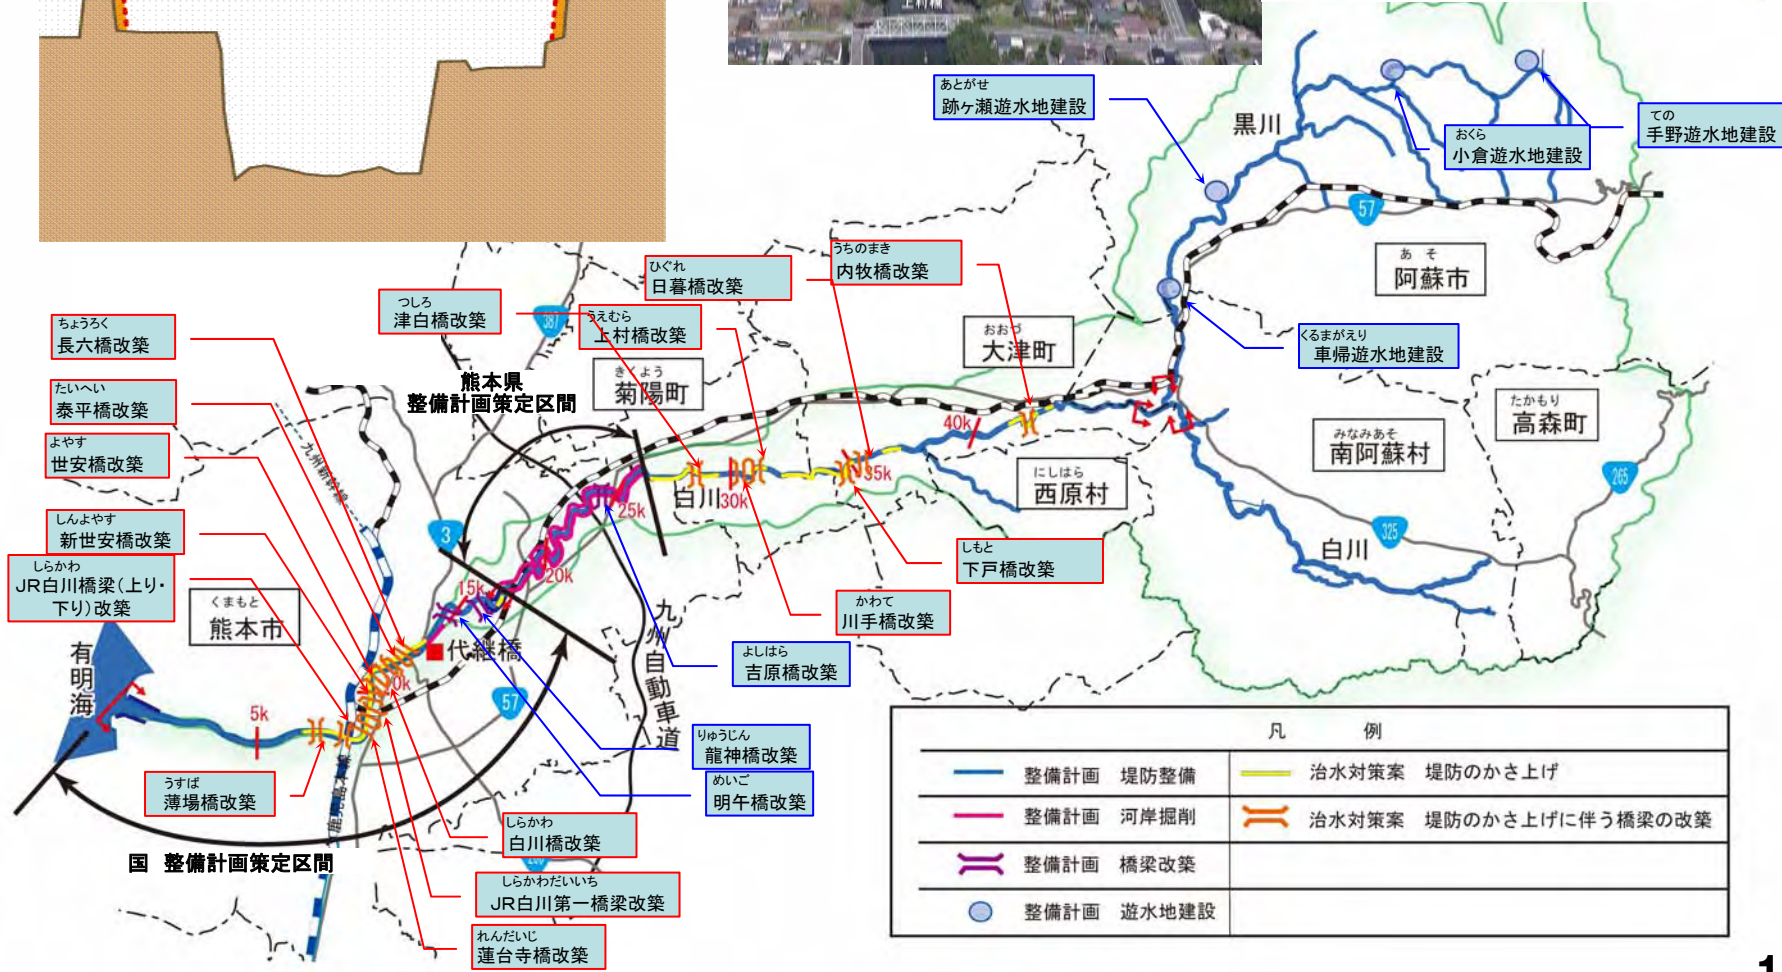 上村橋
あとがせ
跡ヶ瀬遊水地建設
黒川
おくら
小倉遊水地建設
ての
手野遊水地建設
57
あ そ
阿蘇市
うちのまき
内牧橋改築
ひぐれ
日暮橋改築
つしろ
津白橋改築
387
うえむら
上村橋改築
おおづ
大津町
くるまがえり
車帰遊水地建設
ちょうろく
長六橋改築
熊本県
整備計画策定区間
きくよう
菊陽町
たいへい
泰平橋改築
たかもり
高森町
みなみあそ
南阿蘇村
よやす
世安橋改築
九州新幹線
40k
35k
にしはら
西原村
265
白川
30k
25k
しんよやす
新世安橋改築
3
325
白川
しもと
下戸橋改築
しらかわ
JR白川橋梁(上り・
下り)改築
20k
15k
くまもと
熊本市
かわて
川手橋改築
代継橋
九州自動車道
よしはら
吉原橋改築
有明海
0k
57
5k
りゅうじん
龍神橋改築
めいご
明午橋改築
うすば
薄場橋改築
鹿児島本線
しらかわ
白川橋改築
国 整備計画策定区間
しらかわだいいち
JR白川第一橋梁改築
れんだいじ
蓮台寺橋改築
凡 例
整備計画 堤防整備
治水対策案 堤防のかさ上げ
整備計画 河岸掘削
治水対策案 堤防のかさ上げに伴う橋梁の改築
整備計画 橋梁改築
整備計画 遊水地建設